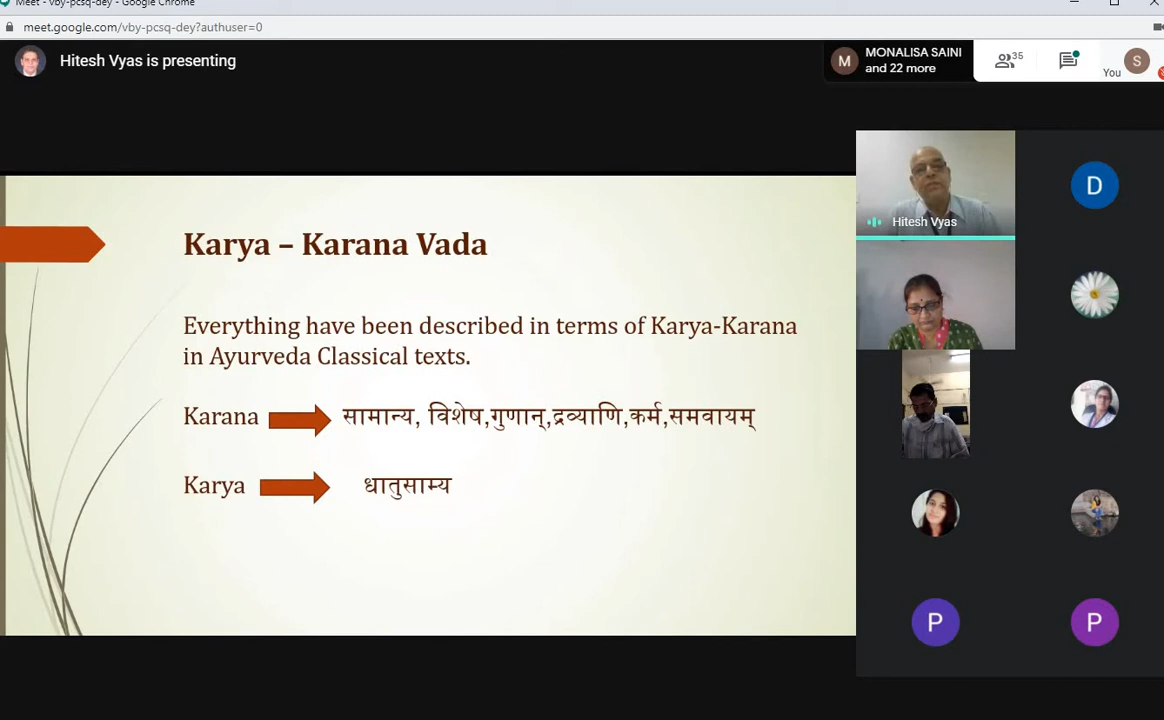 Meet - vby-pcsq-dey - Google Chrome
meet.google.com/vby-pcsq-dey?authuser=0
Hitesh Vyas is presenting
M
MONALISA SAINI
and 22 more
35
You
S
Karya – Karana Vada
Everything have been described in terms of Karya-Karana
in Ayurveda Classical texts.
Karana सामान्य, विशेष,गुणान्,द्रव्याणि,कर्म,समवायम्
Karya धातुसाम्य
Hitesh Vyas
D
P
P